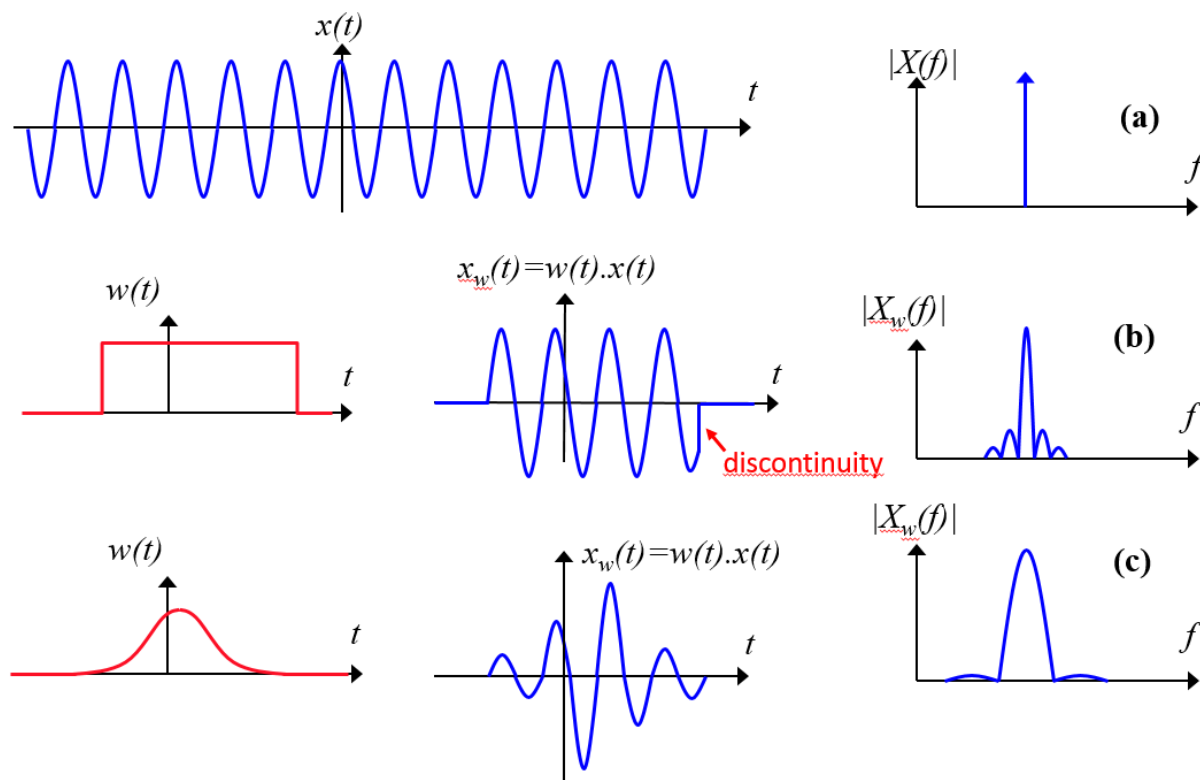 x(t)
t
|X(f)|
(a)
f
w(t)
t
x_w(t)=w(t).x(t)
t
discontinuity
|X_w(f)|
(b)
f
w(t)
t
x_w(t)=w(t).x(t)
t
|X_w(f)|
(c)
f